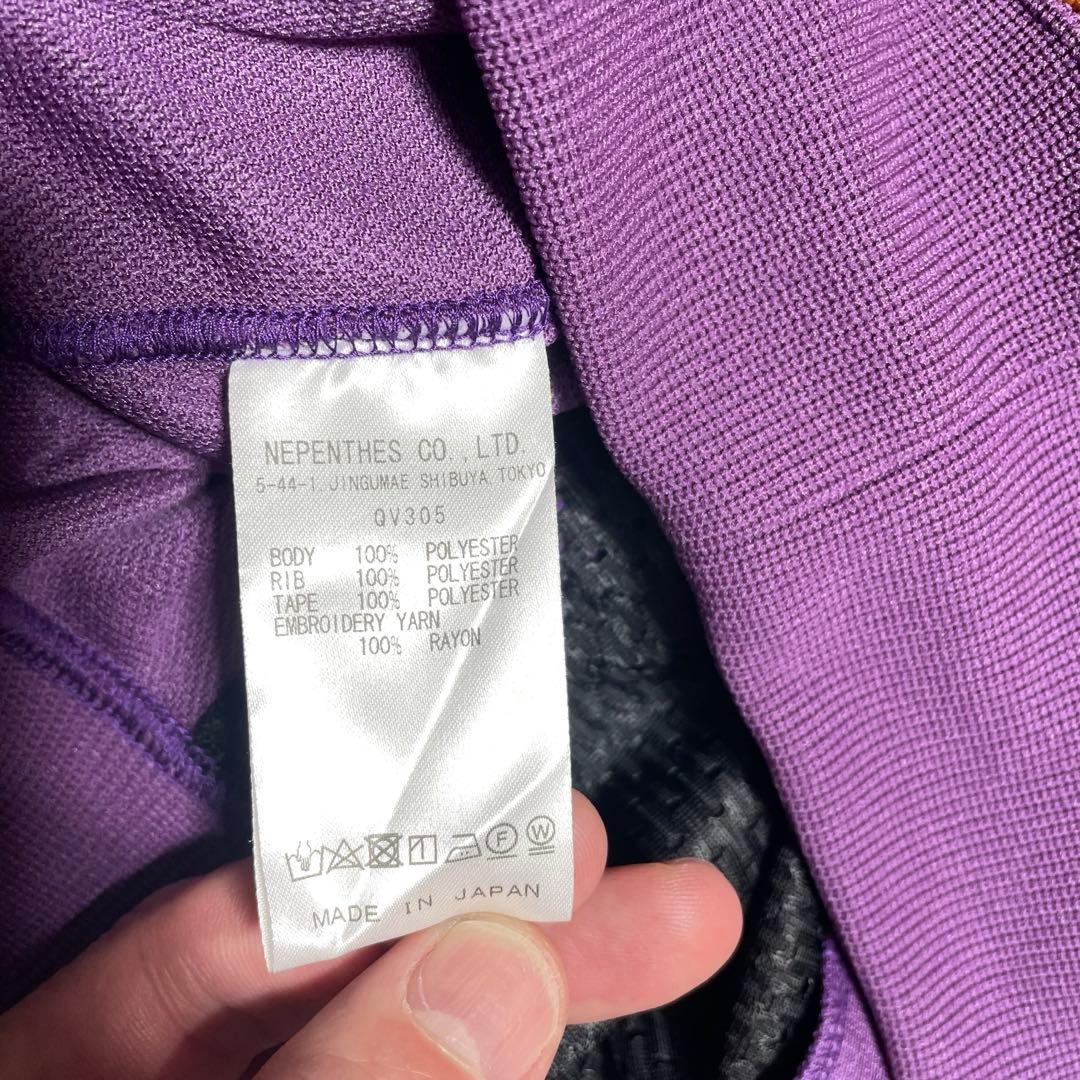 NEPENTHES CO.,LTD.
5-44-1, JINGUMAE SHIBUYA TOKYO
QV305
BODY 100% POLYESTER
RIB 100% POLYESTER
TAPE 100% POLYESTER
EMBROIDERY YARN
100% RAYON
F W
MADE IN JAPAN